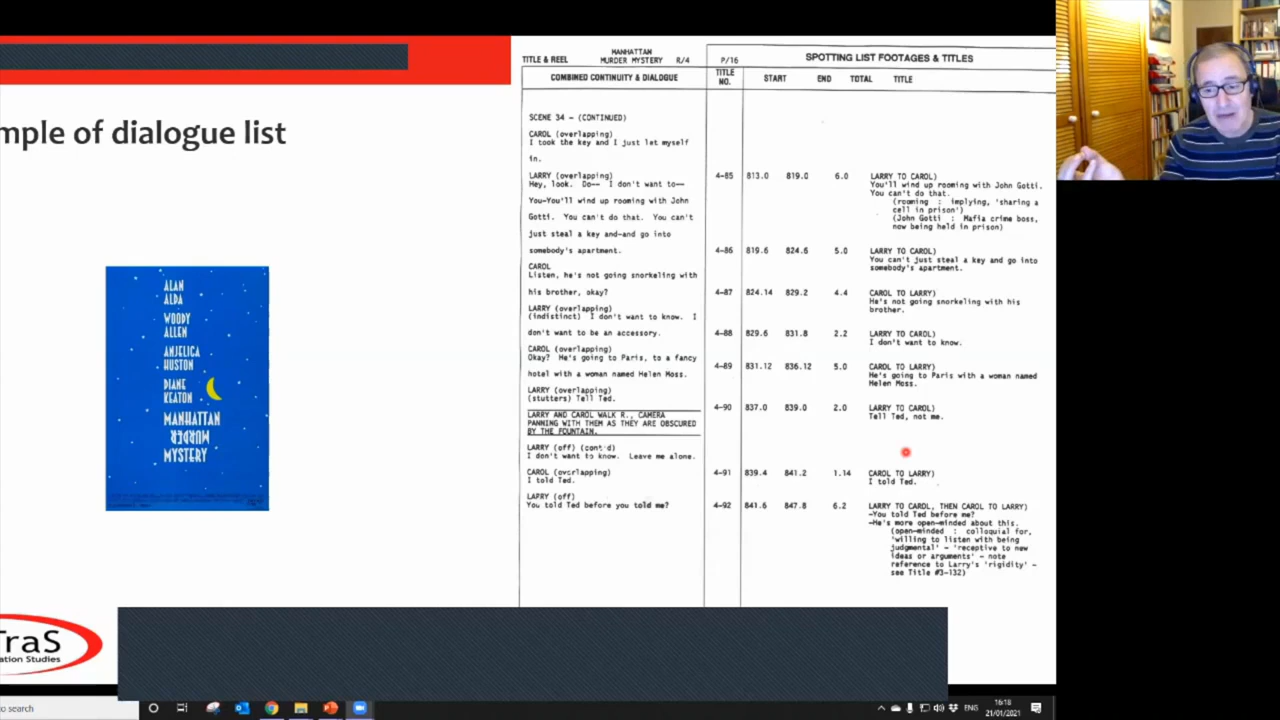 mple of dialogue list
ALAN
ALDA
WOODY
ALLEN
ANJELICA
HUSTON
DIANE
KEATON
MANHATTAN
MURDER
MYSTERY
TraS
ation Studies
TITLE & REEL
MANHATTAN
MURDER MYSTERY R/4
P/16
SPOTTING LIST FOOTAGES & TITLES
COMBINED CONTINUITY & DIALOGUE
TITLE
NO.
START END TOTAL TITLE
SCENE 34 - (CONTINUED)
CAROL (overlapping)
I took the key and I just let myself
in.
LARRY (overlapping)
Hey, look. Do-- I don't want to--
You-You'll wind up rooming with John
Gotti. You can't do that. You can't
just steal a key and-and go into
somebody's apartment.
CAROL
Listen, he's not going snorkeling with
his brother, okay?
LARRY (overlapping)
(indistinct) I don't want to know. I
don't want to be an accessory.
CAROL (overlapping)
Okay? He's going to Paris, to a fancy
hotel with a woman named Helen Moss.
LARRY (overlapping)
(stutters) Tell Ted.
LARRY AND CAROL WALK R., CAMERA
PANNING WITH THEM AS THEY ARE OBSCURED
BY THE FOUNTAIN.
LARRY (off) (cont'd)
I don't want to know. Leave me alone.
CAROL (overlapping)
I told Ted.
LARRY (off)
You told Ted before you told me?
4-85 813.0 819.0 6.0 LARRY TO CAROL)
You'll wind up rooming with John Gotti.
You can't do that.
(rooming : implying, 'sharing a
cell in prison')
(John Gotti : Mafia crime boss,
now being held in prison)
4-86 819.6 824.6 5.0 LARRY TO CAROL)
You can't just steal a key and go into
somebody's apartment.
4-87 824.14 829.2 4.4 CAROL TO LARRY)
He's not going snorkeling with his
brother.
4-88 829.6 831.8 2.2 LARRY TO CAROL)
I don't want to know.
4-89 831.12 836.12 5.0 CAROL TO LARRY)
He's going to Paris with a woman named
Helen Moss.
4-90 837.0 839.0 2.0 LARRY TO CAROL)
Tell Ted, not me.
4-91 839.4 841.2 1.14 CAROL TO LARRY)
I told Ted.
4-92 841.6 847.8 6.2 LARRY TO CAROL, THEN CAROL TO LARRY)
-You told Ted before me?
-He's more open-minded about this.
(open-minded : colloquial for,
'willing to listen with being
judgmental' - 'receptive to new
ideas or arguments' - note
reference to Larry's 'rigidity' -
see Title #3-132)
o search
ENG
16:18
21/01/2021